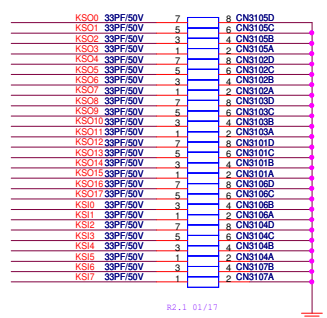 KSO0 33PF/50V 7 8 CN3105D
KSO1 33PF/50V 5 6 CN3105C
KSO2 33PF/50V 3 4 CN3105B
KSO3 33PF/50V 1 2 CN3105A
KSO4 33PF/50V 7 8 CN3102D
KSO5 33PF/50V 5 6 CN3102C
KSO6 33PF/50V 3 4 CN3102B
KSO7 33PF/50V 1 2 CN3102A
KSO8 33PF/50V 7 8 CN3103D
KSO9 33PF/50V 5 6 CN3103C
KSO10 33PF/50V 3 4 CN3103B
KSO11 33PF/50V 1 2 CN3103A
KSO12 33PF/50V 7 8 CN3101D
KSO13 33PF/50V 5 6 CN3101C
KSO14 33PF/50V 3 4 CN3101B
KSO15 33PF/50V 1 2 CN3101A
KSO16 33PF/50V 7 8 CN3106D
KSO17 33PF/50V 5 6 CN3106C
KSI0 33PF/50V 3 4 CN3106B
KSI1 33PF/50V 1 2 CN3106A
KSI2 33PF/50V 7 8 CN3104D
KSI3 33PF/50V 5 6 CN3104C
KSI4 33PF/50V 3 4 CN3104B
KSI5 33PF/50V 1 2 CN3104A
KSI6 33PF/50V 3 4 CN3107B
KSI7 33PF/50V 1 2 CN3107A
R2.1 01/17